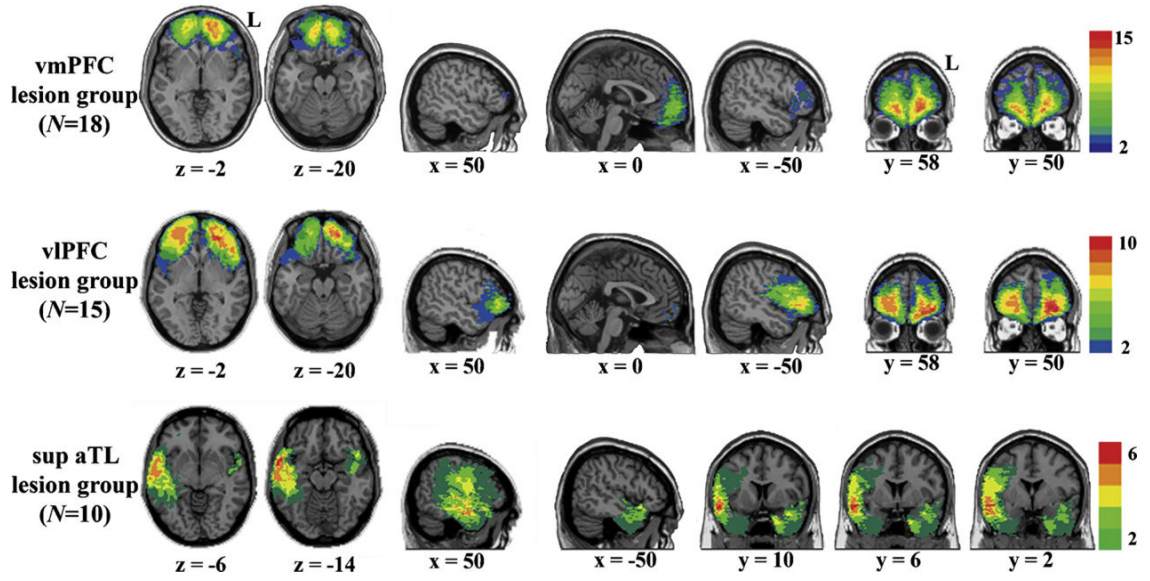 L
vmPFC
lesion group
(N=18)
z = -2
z = -20
x = 50
x = 0
x = -50
L
y = 58
y = 50
15
2
vlPFC
lesion group
(N=15)
z = -2
z = -20
x = 50
x = 0
x = -50
y = 58
y = 50
10
2
sup aTL
lesion group
(N=10)
z = -6
z = -14
x = 50
x = -50
y = 10
y = 6
y = 2
6
2